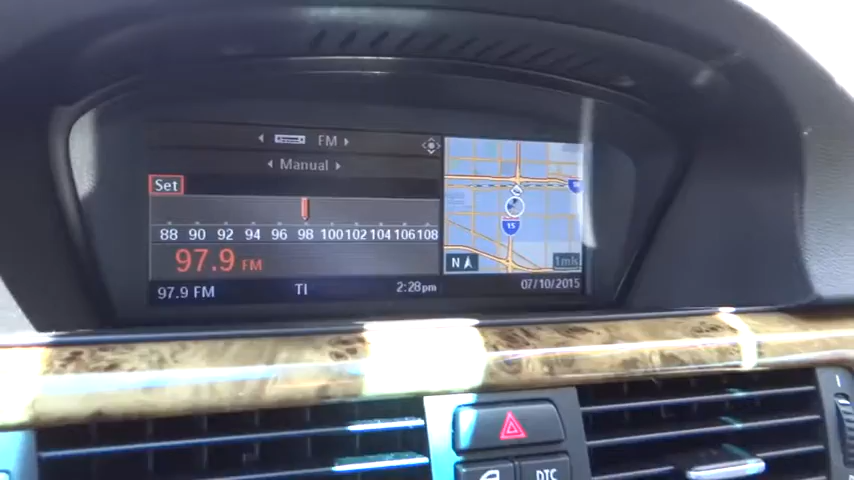 FM
Manual
Set
88 90 92 94 96 98 100 102 104 106 108
97.9 FM
97.9 FM TI 2:28pm
15
N
1mi
07/10/2015
DTC